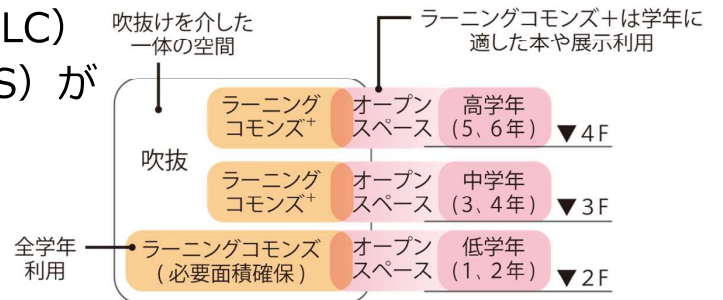 LC）
S）が
吹抜けを介した
一体の空間
ラーニングコモンズ＋は学年に
適した本や展示利用
ラーニング
コモンズ⁺
オープン
スペース
高学年
(5、6年)
▼4F
吹抜
ラーニング
コモンズ⁺
オープン
スペース
中学年
(3、4年)
▼3F
全学年
利用
ラーニングコモンズ
(必要面積確保)
オープン
スペース
低学年
(1、2年)
▼2F